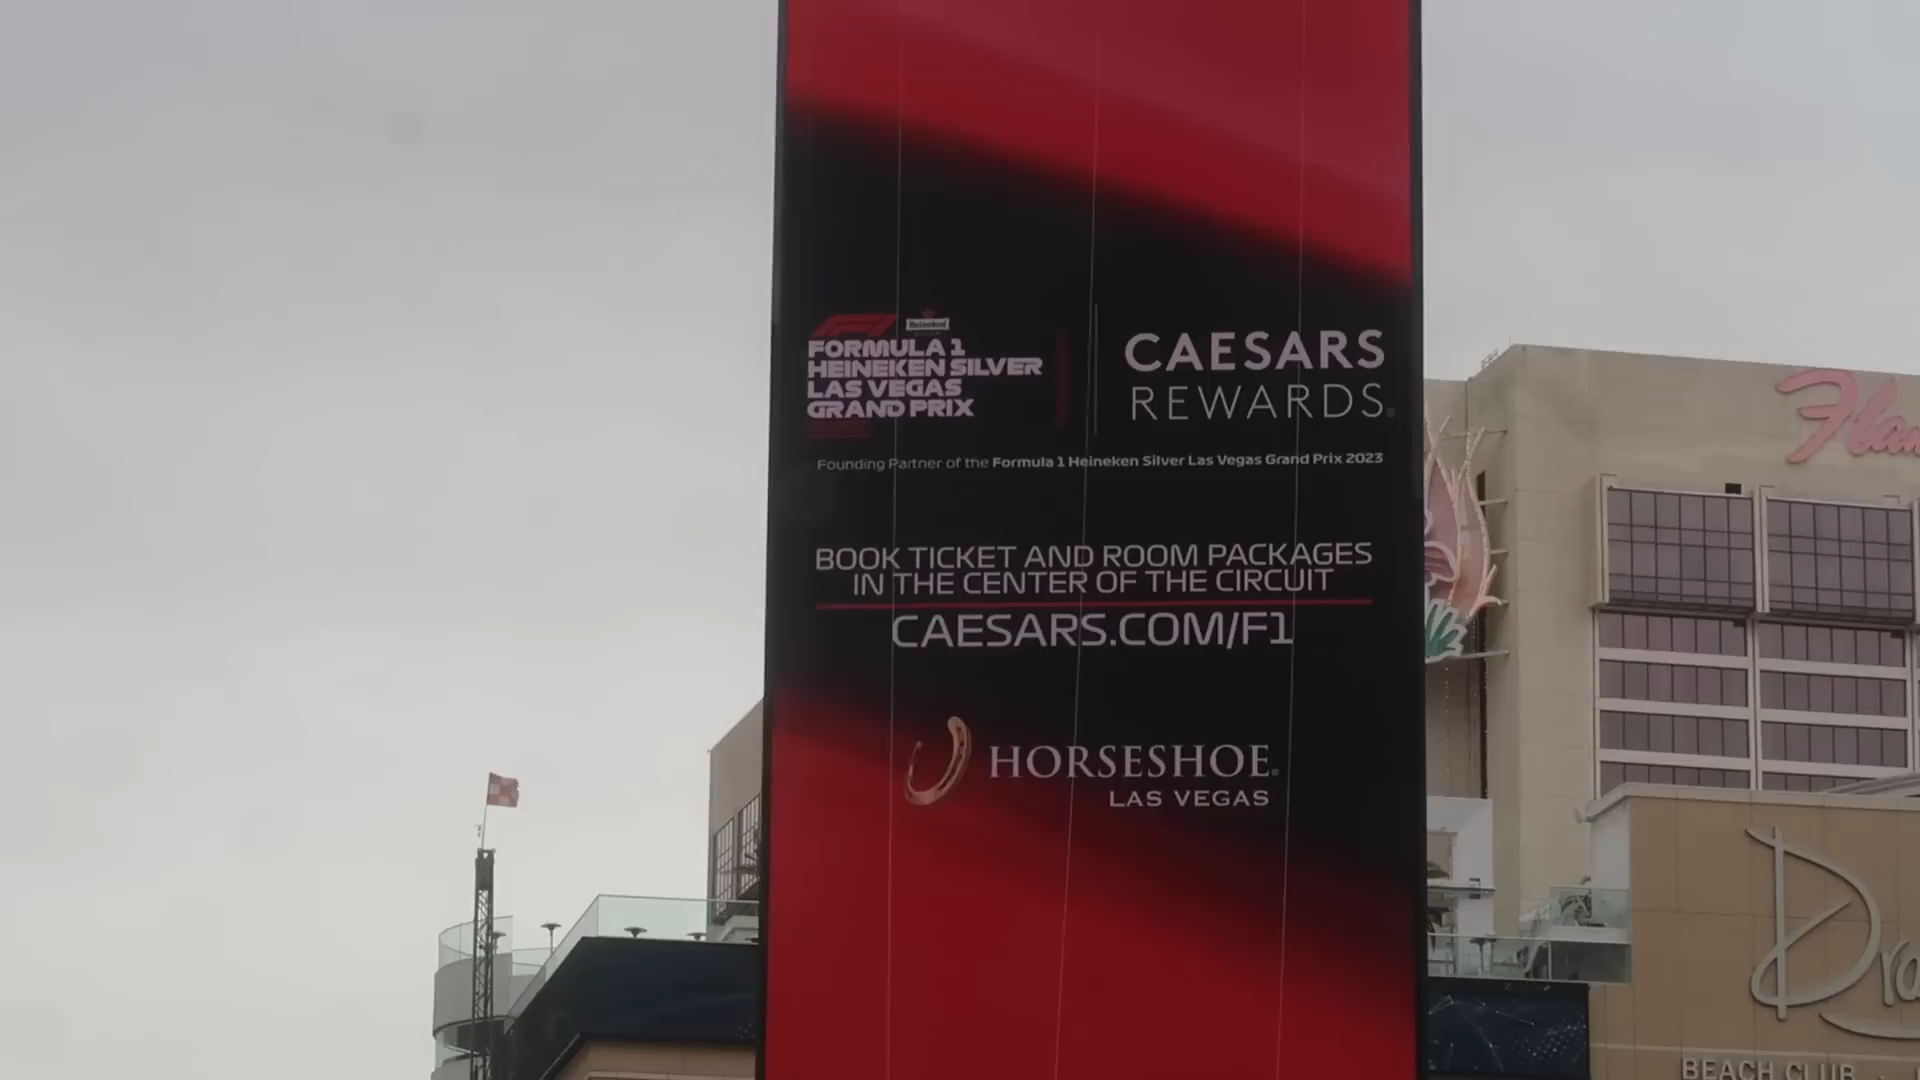 Heineken
FORMULA 1
HEINEKEN SILVER
LAS VEGAS
GRAND PRIX
CAESARS
REWARDS®
Founding Partner of the Formula 1 Heineken Silver Las Vegas Grand Prix 2023
BOOK TICKET AND ROOM PACKAGES
IN THE CENTER OF THE CIRCUIT
CAESARS.COM/F1
HORSESHOE®
LAS VEGAS
Flam
Dra
BEACH CLUB